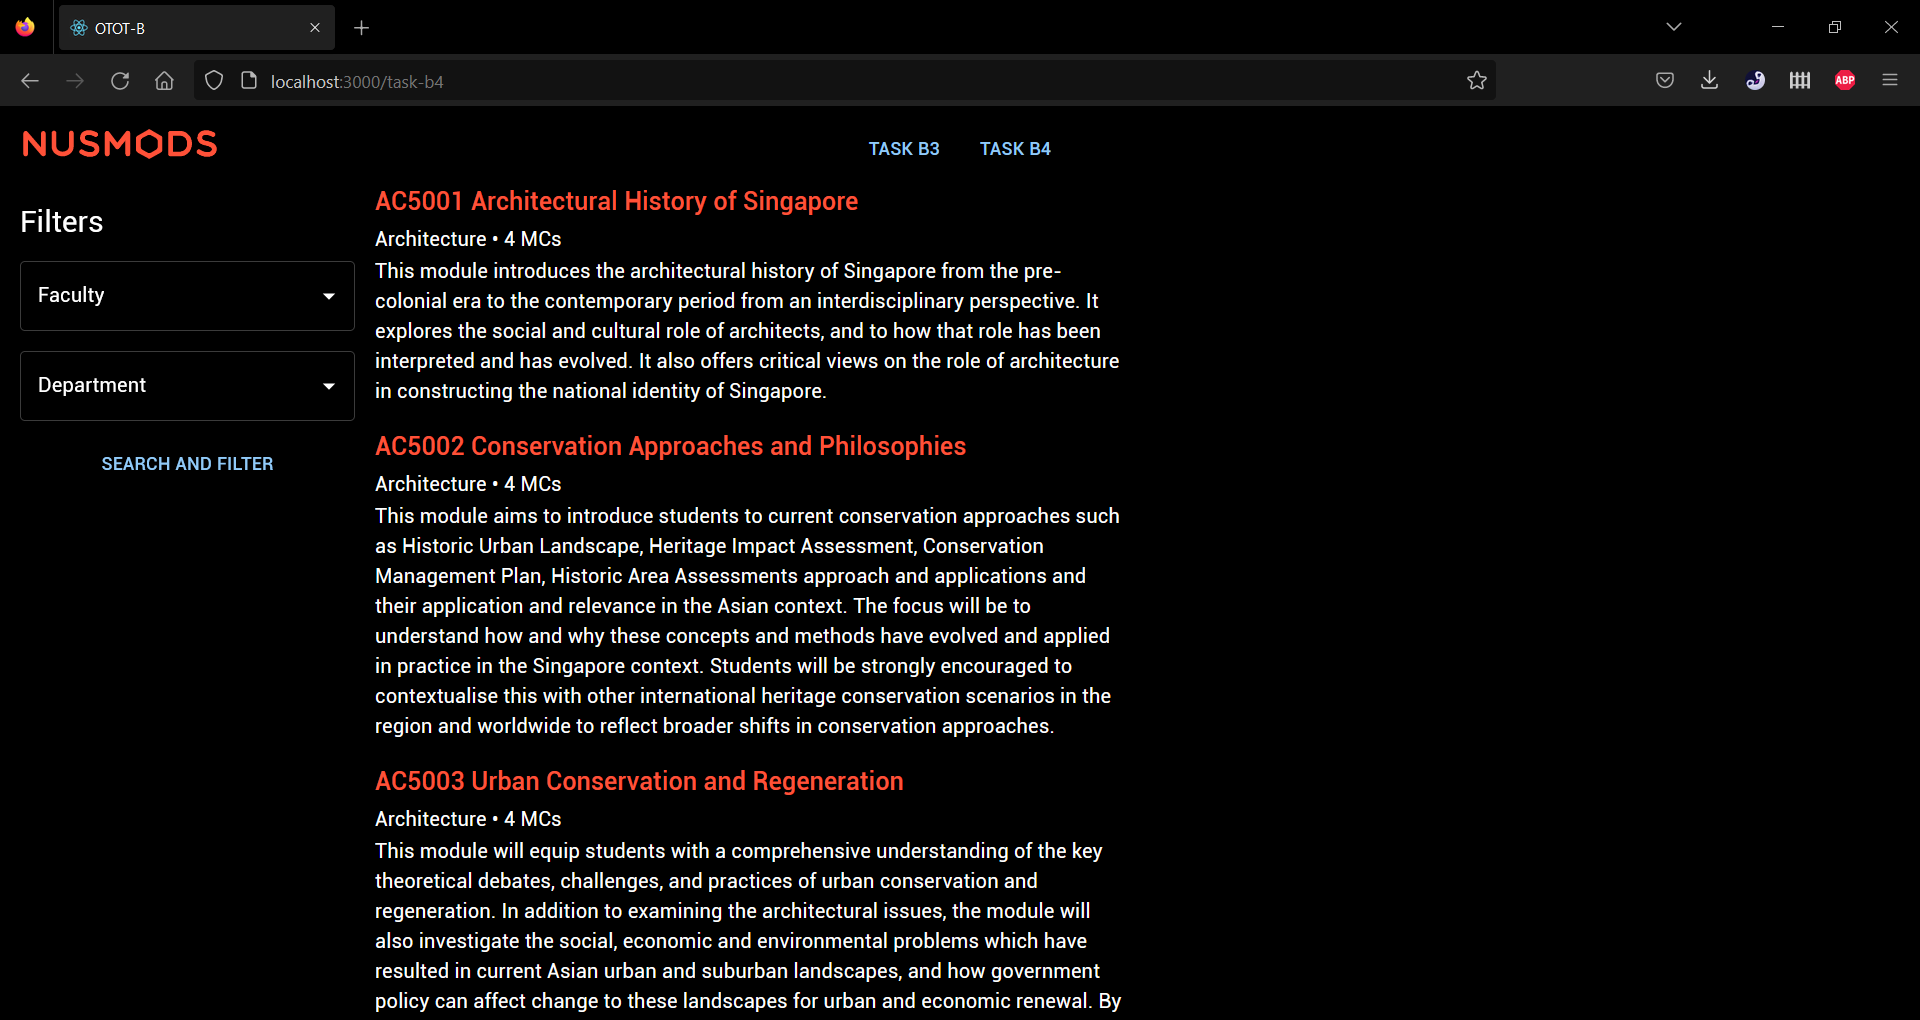 OTOT-B
localhost:3000/task-b4
ABP
NUSMODS
TASK B3 TASK B4
Filters
Faculty
Department
SEARCH AND FILTER
AC5001 Architectural History of Singapore
Architecture • 4 MCs
This module introduces the architectural history of Singapore from the pre-
colonial era to the contemporary period from an interdisciplinary perspective. It
explores the social and cultural role of architects, and to how that role has been
interpreted and has evolved. It also offers critical views on the role of architecture
in constructing the national identity of Singapore.
AC5002 Conservation Approaches and Philosophies
Architecture • 4 MCs
This module aims to introduce students to current conservation approaches such
as Historic Urban Landscape, Heritage Impact Assessment, Conservation
Management Plan, Historic Area Assessments approach and applications and
their application and relevance in the Asian context. The focus will be to
understand how and why these concepts and methods have evolved and applied
in practice in the Singapore context. Students will be strongly encouraged to
contextualise this with other international heritage conservation scenarios in the
region and worldwide to reflect broader shifts in conservation approaches.
AC5003 Urban Conservation and Regeneration
Architecture • 4 MCs
This module will equip students with a comprehensive understanding of the key
theoretical debates, challenges, and practices of urban conservation and
regeneration. In addition to examining the architectural issues, the module will
also investigate the social, economic and environmental problems which have
resulted in current Asian urban and suburban landscapes, and how government
policy can affect change to these landscapes for urban and economic renewal. By